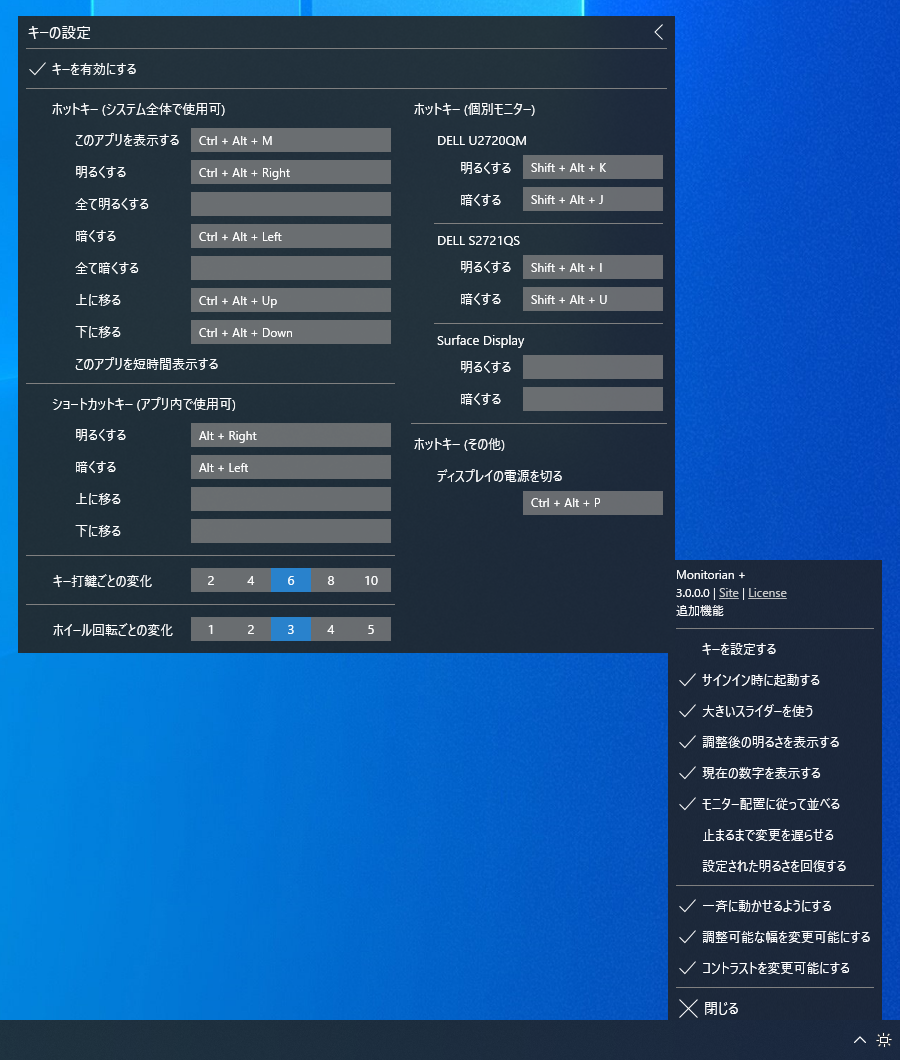 キーの設定
キーを有効にする
ホットキー (システム全体で使用可)
このアプリを表示する Ctrl + Alt + M
明るくする Ctrl + Alt + Right
全て明るくする
暗くする Ctrl + Alt + Left
全て暗くする
上に移る Ctrl + Alt + Up
下に移る Ctrl + Alt + Down
このアプリを短時間表示する
ショートカットキー (アプリ内で使用可)
明るくする Alt + Right
暗くする Alt + Left
上に移る
下に移る
キー打鍵ごとの変化 2 4 6 8 10
ホイール回転ごとの変化 1 2 3 4 5
ホットキー (個別モニター)
DELL U2720QM
明るくする Shift + Alt + K
暗くする Shift + Alt + J
DELL S2721QS
明るくする Shift + Alt + I
暗くする Shift + Alt + U
Surface Display
明るくする
暗くする
ホットキー (その他)
ディスプレイの電源を切る
Ctrl + Alt + P
Monitorian +
3.0.0.0 | Site | License
追加機能
キーを設定する
サインイン時に起動する
大きいスライダーを使う
調整後の明るさを表示する
現在の数字を表示する
モニター配置に従って並べる
止まるまで変更を遅らせる
設定された明るさを回復する
一斉に動かせるようにする
調整可能な幅を変更可能にする
コントラストを変更可能にする
閉じる